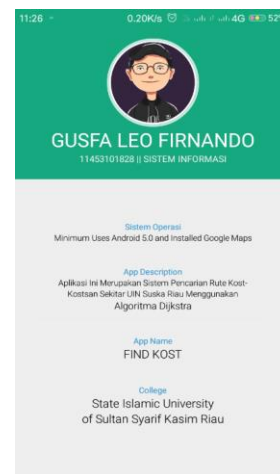 11:26
0.20K/s 4G 52%
GUSFA LEO FIRNANDO
11453101828 || SISTEM INFORMASI
Sistem Operasi
Minimum Uses Android 5.0 and Installed Google Maps
App Description
Aplikasi Ini Merupakan Sistem Pencarian Rute Kost-
Kostsan Sekitar UIN Suska Riau Menggunakan
Algoritma Dijkstra
App Name
FIND KOST
College
State Islamic University
of Sultan Syarif Kasim Riau